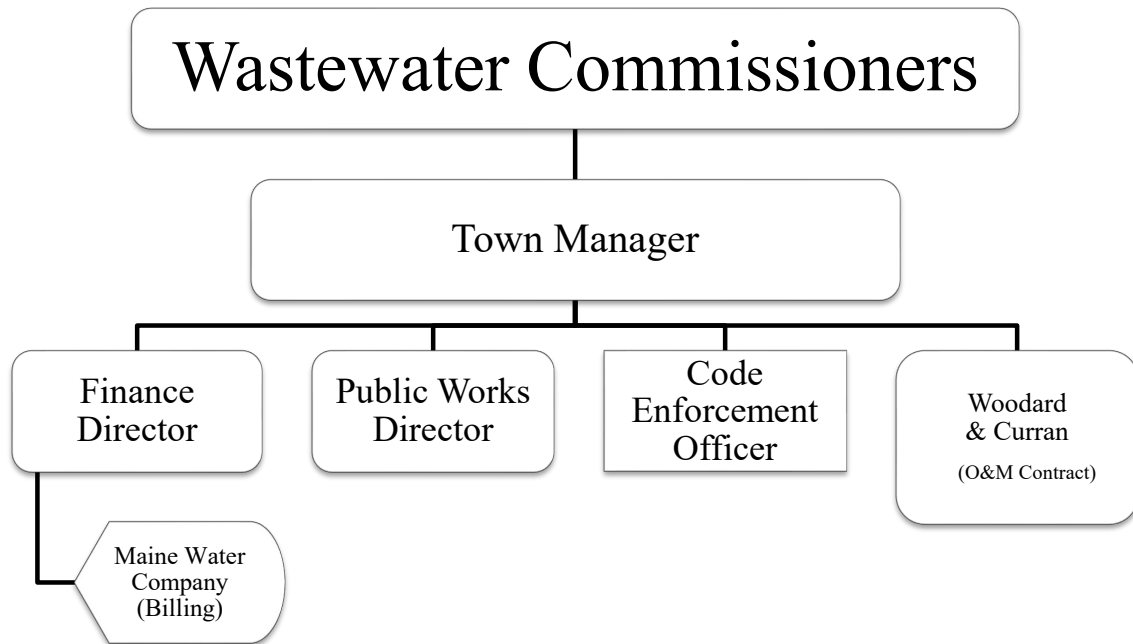 Wastewater Commissioners
Town Manager
Finance
Director
Public Works
Director
Code
Enforcement
Officer
Woodard
& Curran
(O&M Contract)
Maine Water
Company
(Billing)